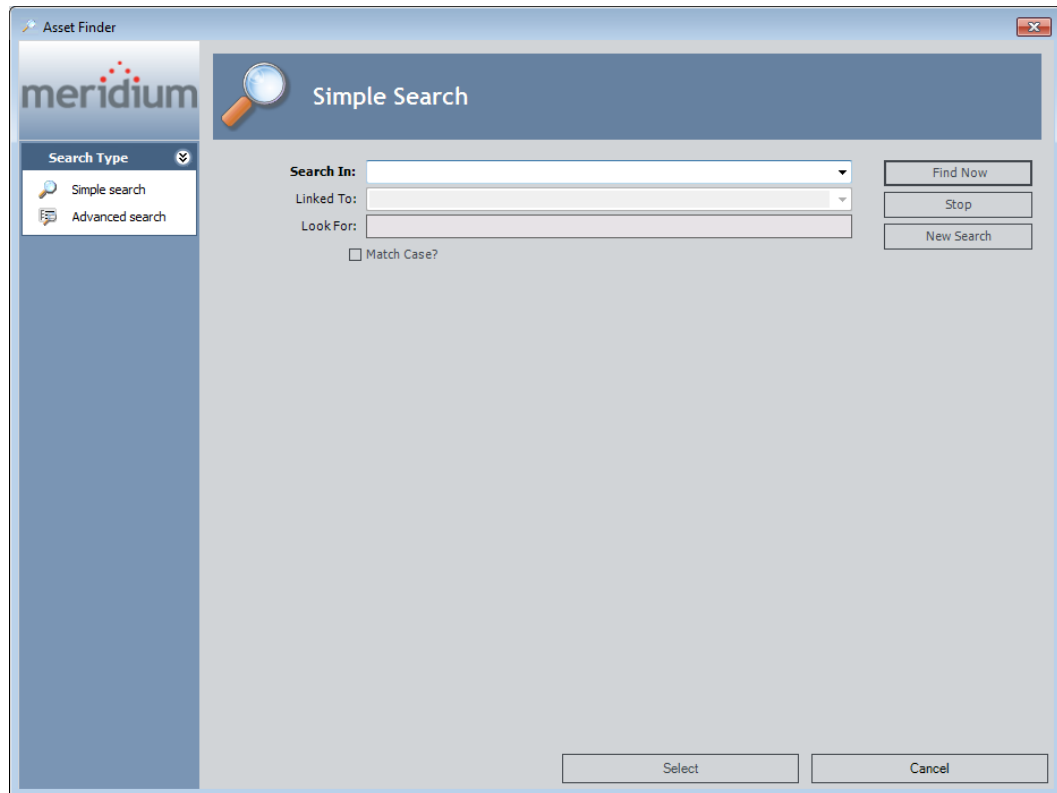 Asset Finder
meridium
Simple Search
Search Type
Simple search
Advanced search
Search In:
Linked To:
Look For:
Match Case?
Find Now
Stop
New Search
Select
Cancel